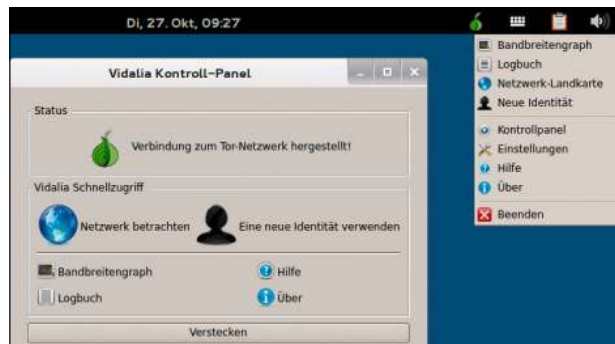 Di, 27. Okt, 09:27
Vidalia Kontroll-Panel
Status
Verbindung zum Tor-Netzwerk hergestellt!
Vidalia Schnellzugriff
Netzwerk betrachten
Eine neue Identität verwenden
Bandbreitengraph
Hilfe
Logbuch
Über
Verstecken
Bandbreitengraph
Logbuch
Netzwerk-Landkarte
Neue Identität
Kontrollpanel
Einstellungen
Hilfe
Über
Beenden